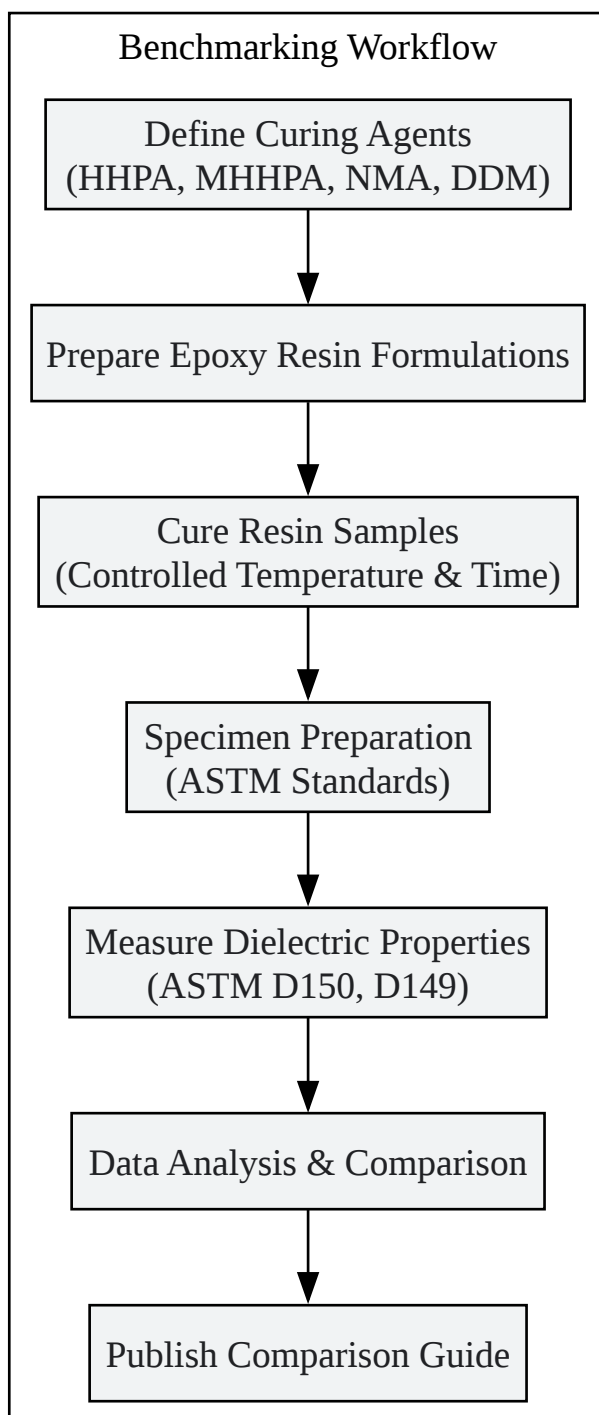 Benchmarking Workflow
Define Curing Agents
(HHPA, MHHPA, NMA, DDM)
Prepare Epoxy Resin Formulations
Cure Resin Samples
(Controlled Temperature & Time)
Specimen Preparation
(ASTM Standards)
Measure Dielectric Properties
(ASTM D150, D149)
Data Analysis & Comparison
Publish Comparison Guide